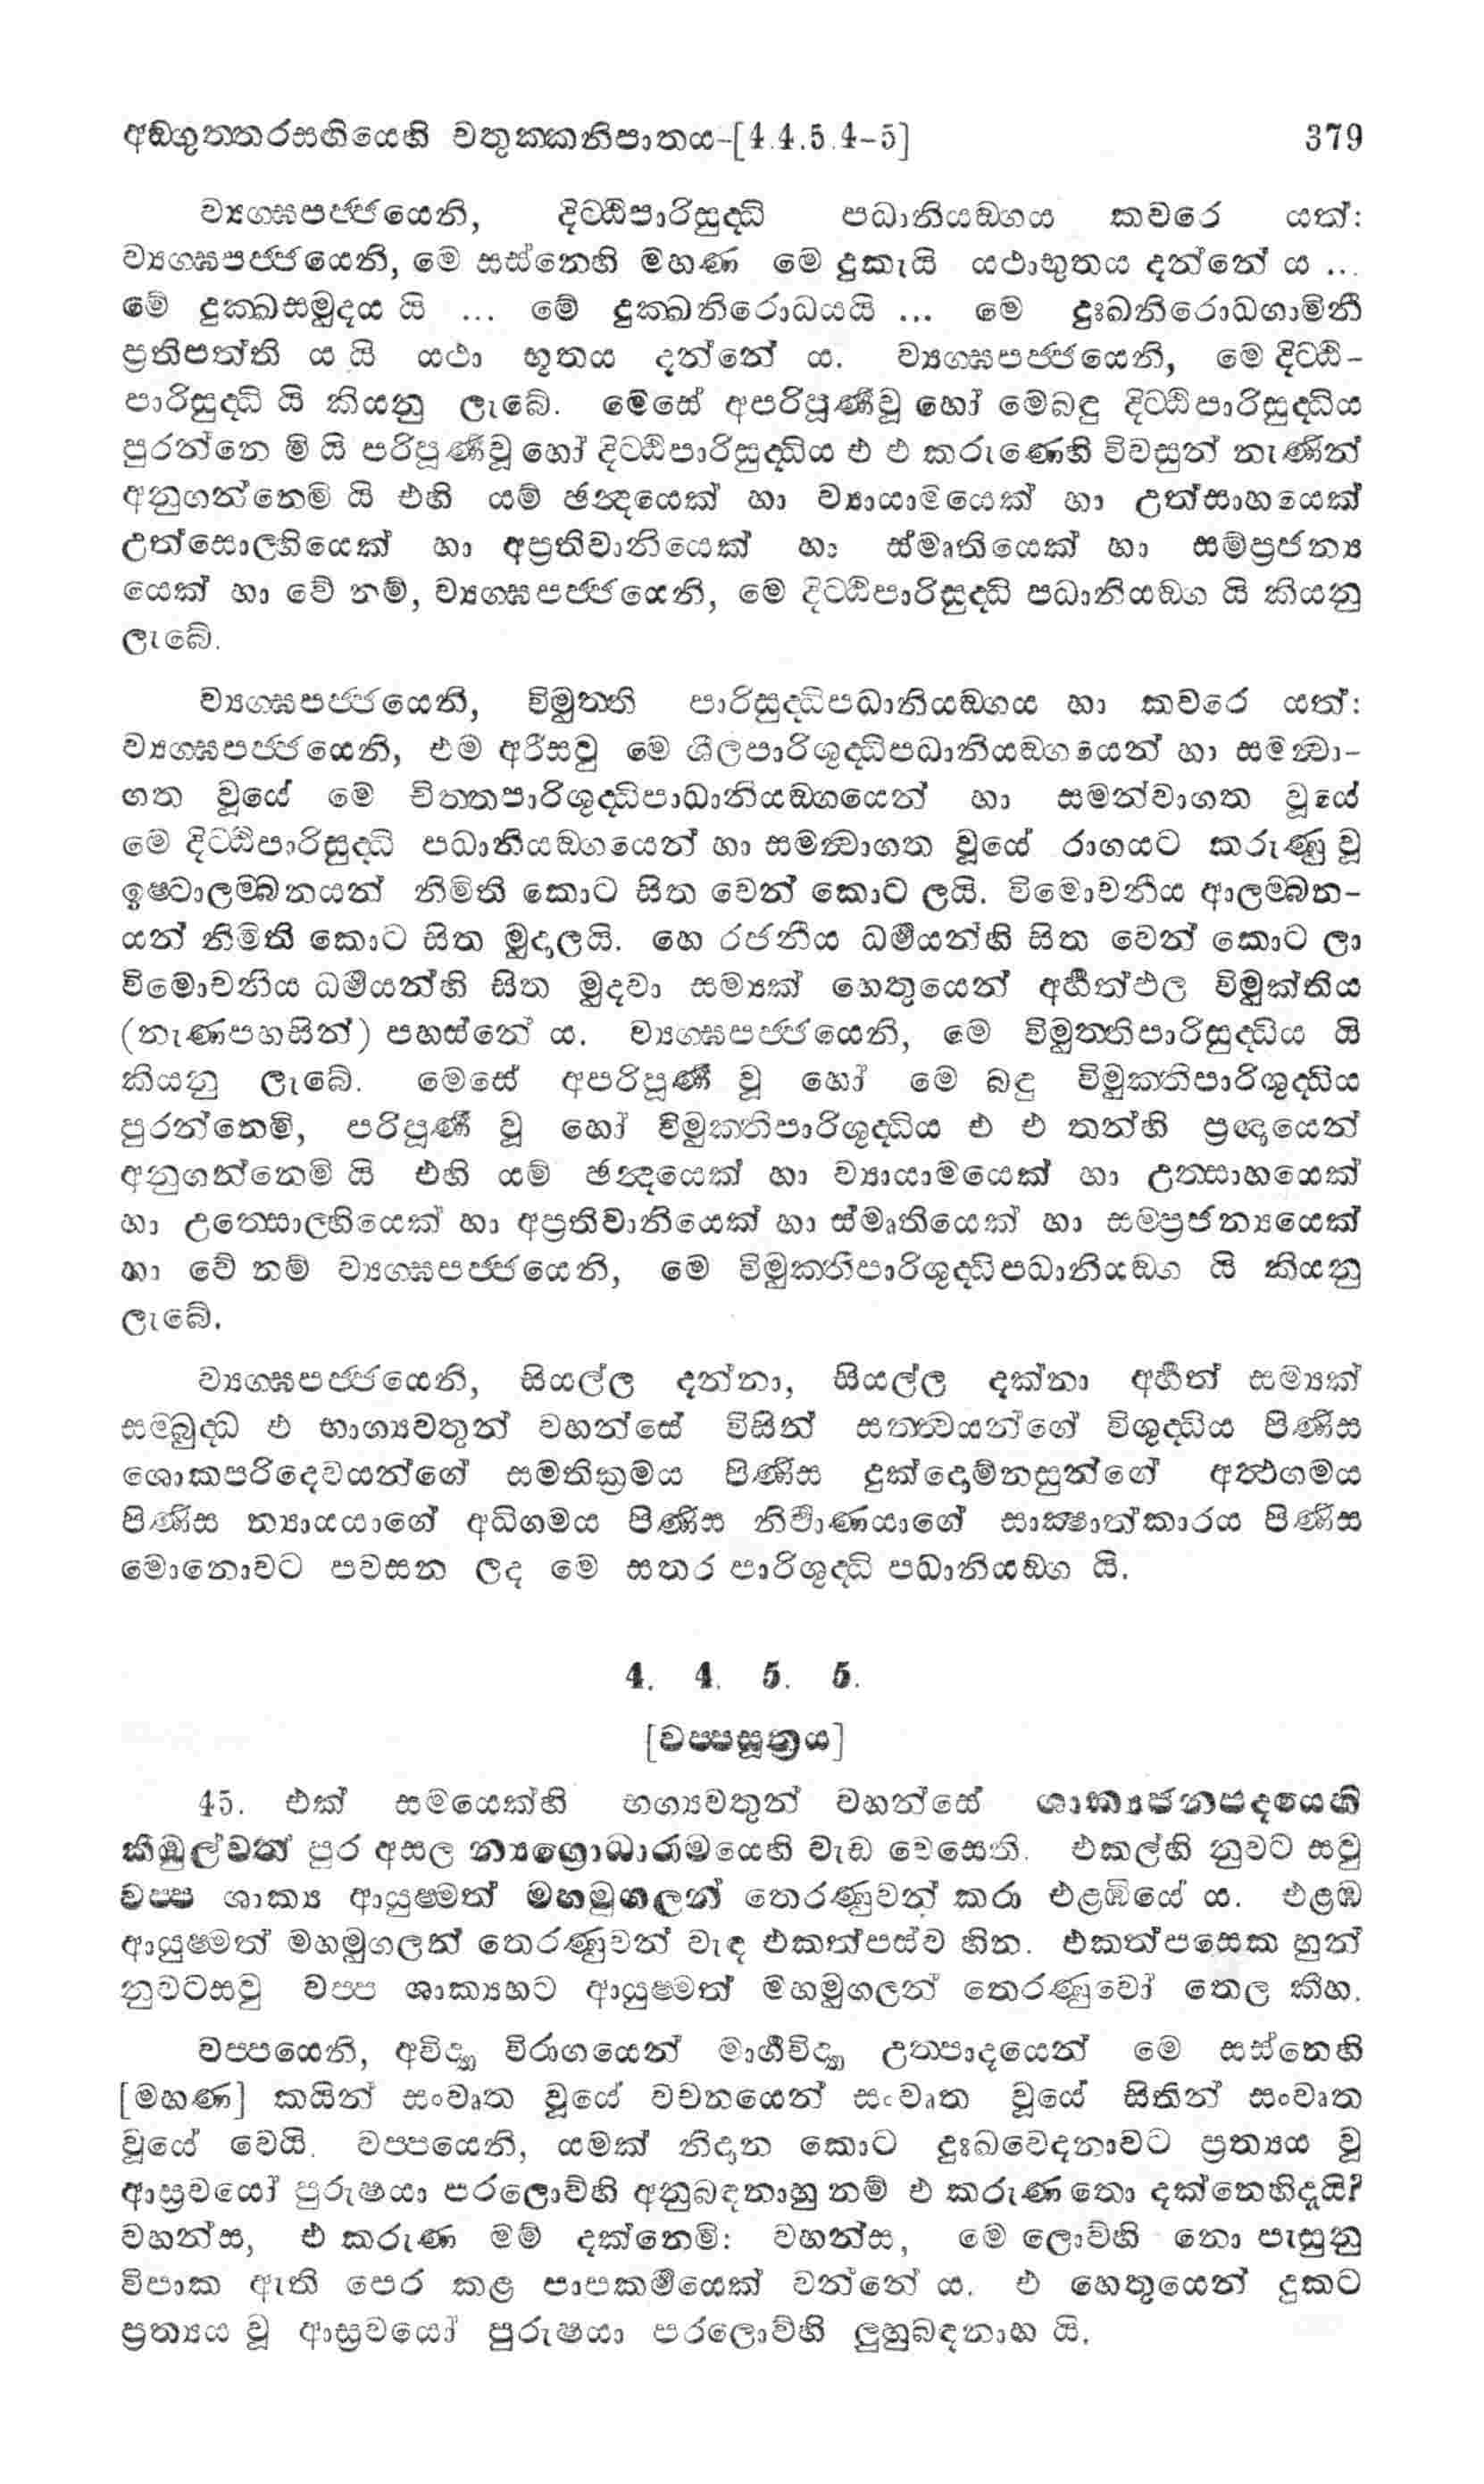 අඞ්ගුත්තරසඟියෙහි චතුක්කනිපාතය-[4.4.5.4-5] 379
ව්‍යග්ඝපජ්ජයෙනි, දිට්ඨිපාරිසුද්ධි පධානියඞ්ගය කවරෙ යත්:
ව්‍යග්ඝපජ්ජයෙනි, මෙ සස්නෙහි මහණ මෙ දුකැයි යථාභූතය දන්නේ ය ...
මේ දුක්ඛසමුදය යි ... මේ දුක්ඛනිරොධයයි ... මෙ දුඃඛනිරොධගාමිනී
ප්‍රතිපත්ති ය යි යථා භූතය දන්නේ ය. ව්‍යග්ඝපජ්ජයෙනි, මෙ දිට්ඨි-
පාරිසුද්ධි යි කියනු ලැබේ. මෙසේ අපරිපූර්ණවූ හෝ මෙබඳු දිට්ඨිපාරිසුද්ධිය
පුරන්නෙ මි යි පරිපූර්ණවූ හෝ දිට්ඨිපාරිසුද්ධිය එ එ කරුණෙහි විවසුන් නැණින්
අනුගන්නෙමි යි එහි යම් ඡන්දයෙක් හා ව්‍යායාමයෙක් හා උත්සාහයෙක්
උත්සොල්හියෙක් හා අප්‍රතිවානියෙක් හා ස්මෘතියෙක් හා සම්ප්‍රජන්‍ය
යෙක් හා වේ නම්, ව්‍යග්ඝපජ්ජයෙනි, මෙ දිට්ඨිපාරිසුද්ධි පධානියඞ්ග යි කියනු
ලැබේ.
ව්‍යග්ඝපජ්ජයෙනි, විමුත්ති පාරිසුද්ධිපධානියඞ්ගය හා කවරෙ යත්:
ව්‍යග්ඝපජ්ජයෙනි, එම අරීසවු මෙ ශීලපාරිශුද්ධිපධානියඞ්ගයෙන් හා සමන්වා-
ගත වූයේ මෙ චිත්තපාරිශුද්ධිපාධානියඞ්ගයෙන් හා සමන්වාගත වූයේ
මෙ දිට්ඨිපාරිසුද්ධි පධානියඞ්ගයෙන් හා සමන්වාගත වූයේ රාගයට කරුණු වූ
ඉෂ්ටාලම්බනයන් නිමිති කොට සිත වෙන් කොට ලයි. විමොචනීය ආලම්බන-
යන් නිමිති කොට සිත මුදාලයි. හෙ රජනීය ධර්මයන්හි සිත වෙන් කොට ලා
විමොචනිය ධර්මයන්හි සිත මුදවා සම්‍යක් හෙතුයෙන් අර්හත්ඵල විමුක්තිය
(නැණපහසින්) පහස්නේ ය. ව්‍යග්ඝපජ්ජයෙනි, මෙ විමුත්තිපාරිසුද්ධිය යි
කියනු ලැබේ. මෙසේ අපරිපූර්ණ වූ හෝ මෙ බඳු විමුක්තිපාරිශුද්ධිය
පුරන්නෙමි, පරිපූර්ණ වූ හෝ විමුක්තිපාරිශුද්ධිය එ එ තන්හි ප්‍රඥායෙන්
අනුගන්නෙමි යි එහි යම් ඡන්දයෙක් හා ව්‍යායාමයෙක් හා උත්සාහයෙක්
හා උත්සොල්හියෙක් හා අප්‍රතිවානියෙක් හා ස්මෘතියෙක් හා සම්ප්‍රජන්‍යයෙක්
හා වේ නම් ව්‍යග්ඝපජ්ජයෙනි, මෙ විමුක්තිපාරිශුද්ධිපධානියඞ්ග යි කියනු
ලැබේ.
ව්‍යග්ඝපජ්ජයෙනි, සියල්ල දන්නා, සියල්ල දක්නා අර්හත් සම්‍යක්
සම්බුද්ධ එ භාග්‍යවතුන් වහන්සේ විසින් සත්ත්වයන්ගේ විශුද්ධිය පිණිස
ශොකපරිදෙවයන්ගේ සමතික්‍රමය පිණිස දුක්දොම්නසුන්ගේ අත්ථගමය
පිණිස න්‍යායයාගේ අධිගමය පිණිස නිර්වාණයාගේ සාක්ෂාත්කාරය පිණිස
මොනොවට පවසන ලද මෙ සතර පාරිශුද්ධි පධානියඞ්ග යි.
4. 4. 5. 5.
[වප්පසූත්‍රය]
45. එක් සමයෙක්හි භග්‍යවතුන් වහන්සේ ශාක්‍යජනපදයෙහි
කිඹුල්වත් පුර අසල න්‍යග්‍රොධාරාමයෙහි වැඩ වෙසෙති. එකල්හි නුවට සවු
වප්ප ශාක්‍ය ආයුෂ්මත් මහමුගලන් තෙරණුවන් කරා එළඹියේ ය. එළඹ
ආයුෂ්මත් මහමුගලන් තෙරණුවන් වැඳ එකත්පස්ව හින. එකත්පසෙක හුන්
නුවටසවු වප්ප ශාක්‍යහට ආයුෂ්මත් මහමුගලන් තෙරණුවෝ තෙල කීහ.
වප්පයෙනි, අවිද්‍යා විරාගයෙන් මාර්ගවිද්‍යා උත්පාදයෙන් මෙ සස්නෙහි
[මහණ] කයින් සංවෘත වූයේ වචනයෙන් සංවෘත වූයේ සිතින් සංවෘත
වූයේ වෙයි. වප්පයෙනි, යමක් නිදාන කොට දුඃඛවෙදනාවට ප්‍රත්‍යය වූ
ආස්‍රවයෝ පුරුෂයා පරලොව්හි අනුබඳනාහු නම් එ කරුණ තො දක්නෙහිදැයි?
වහන්ස, එ කරුණ මම් දක්නෙමි: වහන්ස, මෙ ලොව්හි නො පැසුනු
විපාක ඇති පෙර කළ පාපකර්මයෙක් වන්නේ ය. එ හෙතුයෙන් දුකට
ප්‍රත්‍යය වූ ආස්‍රවයෝ පුරුෂයා පරලොව්හි ලුහුබඳනාහ යි.